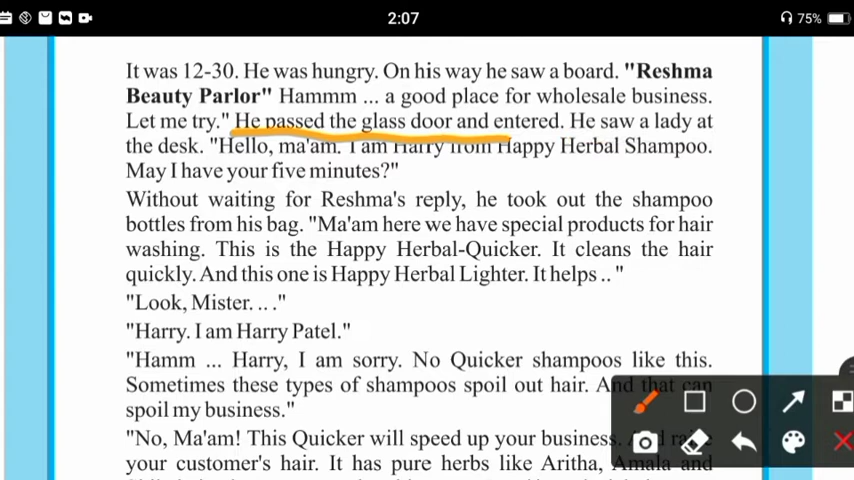 2:07
75%
It was 12-30. He was hungry. On his way he saw a board. "Reshma
Beauty Parlor" Hammm ... a good place for wholesale business.
Let me try." He passed the glass door and entered. He saw a lady at
the desk. "Hello, ma'am. I am Harry from Happy Herbal Shampoo.
May I have your five minutes?"
Without waiting for Reshma's reply, he took out the shampoo
bottles from his bag. "Ma'am here we have special products for hair
washing. This is the Happy Herbal-Quicker. It cleans the hair
quickly. And this one is Happy Herbal Lighter. It helps .. "
"Look, Mister. . .."
"Harry. I am Harry Patel."
"Hamm ... Harry, I am sorry. No Quicker shampoos like this.
Sometimes these types of shampoos spoil out hair. And that can
spoil my business."
"No, Ma'am! This Quicker will speed up your business. And
your customer's hair. It has pure herbs like Aritha, Amala and